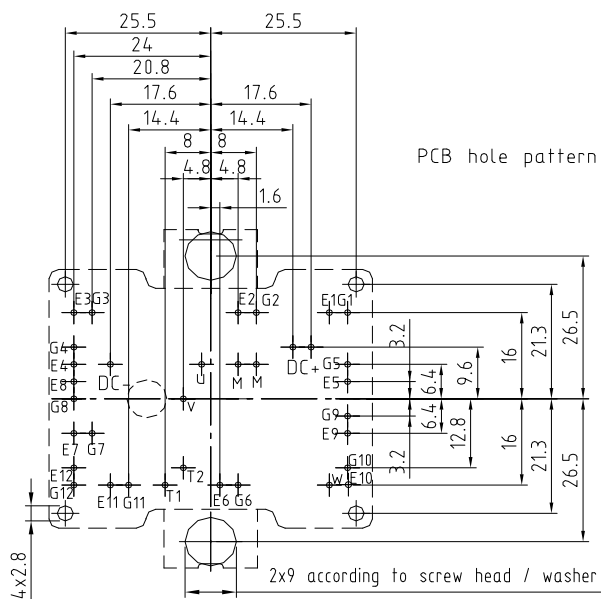 25.5 25.5
24
20.8
17.6 17.6
14.4 14.4
8 8
4.8 4.8
1.6
PCB hole pattern
E3 G3 E2 G2 E1 G1
3.2
G4 DC+
E4 U M M G5
E8 DC- E5
6.4 9.6 16 21.3 26.5
G8 V G9
E7 G7 E9
6.4 12.8
3.2 16 21.3 26.5
E12 T2 G10
G12 E11 G11 T1 E6 G6 W E10
4x2.8
2x9 according to screw head / washer